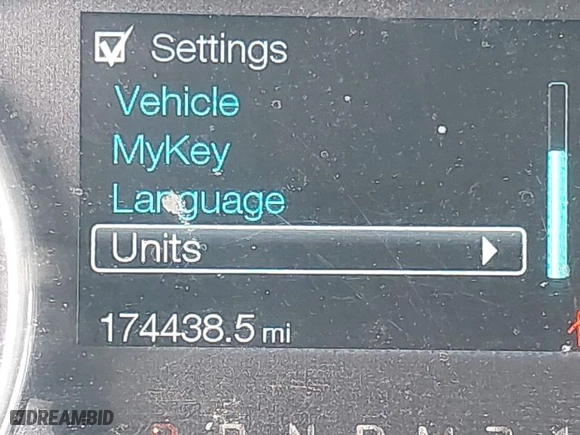 Settings
Vehicle
MyKey
Language
Units
174438.5 mi
DREAMBID